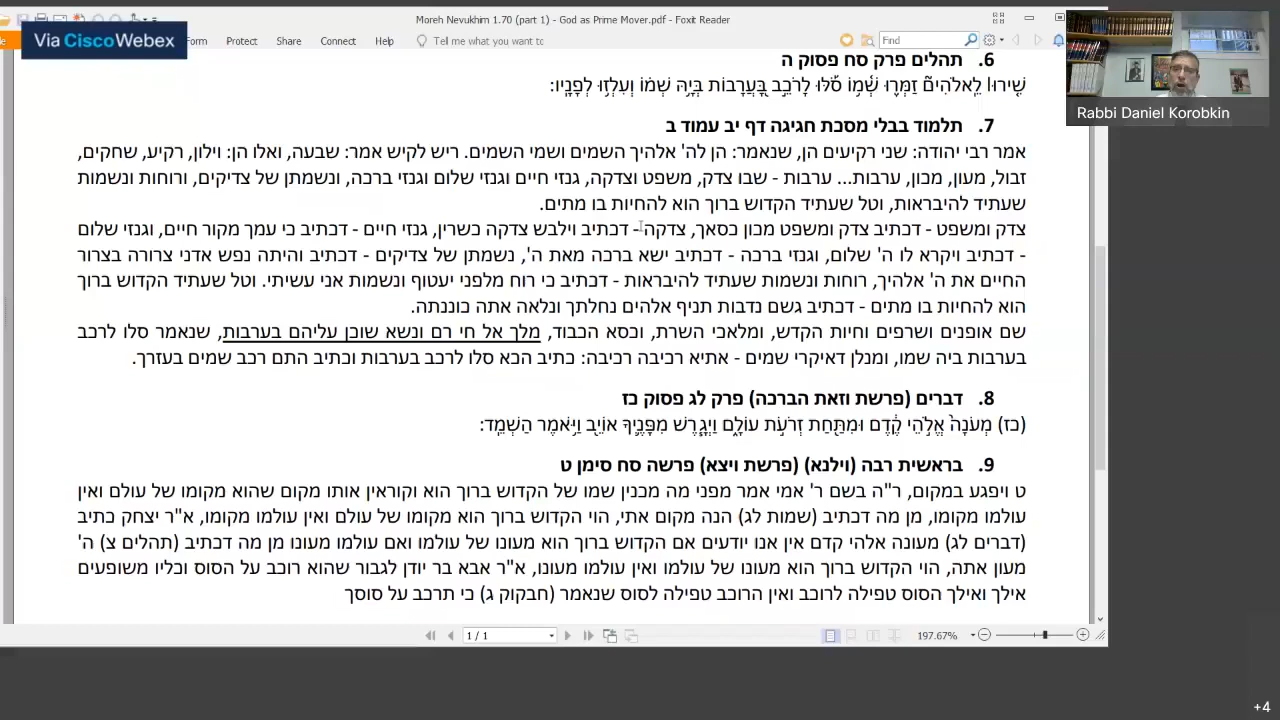 Moreh Nevukhim 1.70 (part 1) - God as Prime Mover.pdf - Foxit Reader
Via CiscoWebex
Form Protect Share Connect Help Tell me what you want to Find
Rabbi Daniel Korobkin
6. תהלים פרק סח פסוק ה
שִׁ֤ירוּ לֵֽאלֹהִים֮ זַמְּר֪וּ שְׁ֫מ֥וֹ סֹ֡לּוּ לָרֹכֵ֣ב בָּ֭עֲרָבוֹת בְּיָ֥הּ שְׁמ֗וֹ וְעִלְז֥וּ לְפָנָֽיו:
7. תלמוד בבלי מסכת חגיגה דף יב עמוד ב
אמר רבי יהודה: שני רקיעים הן, שנאמר: הן לה' אלהיך השמים ושמי השמים. ריש לקיש אמר: שבעה, ואלו הן: וילון, רקיע, שחקים,
זבול, מעון, מכון, ערבות... ערבות - שבו צדק, משפט וצדקה, גנזי חיים וגנזי שלום וגנזי ברכה, ונשמתן של צדיקים, ורוחות ונשמות
שעתיד להיבראות, וטל שעתיד הקדוש ברוך הוא להחיות בו מתים.
צדק ומשפט - דכתיב צדק ומשפט מכון כסאך, צדקה - דכתיב וילבש צדקה כשרין, גנזי חיים - דכתיב כי עמך מקור חיים, וגנזי שלום
- דכתיב ויקרא לו ה' שלום, וגנזי ברכה - דכתיב ישא ברכה מאת ה', נשמתן של צדיקים - דכתיב והיתה נפש אדני צרורה בצרור
החיים את ה' אלהיך, רוחות ונשמות שעתיד להיבראות - דכתיב כי רוח מלפני יעטוף ונשמות אני עשיתי. וטל שעתיד הקדוש ברוך
הוא להחיות בו מתים - דכתיב גשם נדבות תניף אלהים נחלתך ונלאה אתה כוננתה.
שם אופנים ושרפים וחיות הקדש, ומלאכי השרת, וכסא הכבוד, מלך אל חי רם ונשא שוכן עליהם בערבות, שנאמר סלו לרכב
בערבות ביה שמו, ומנלן דאיקרי שמים - אתיא רכיבה רכיבה: כתיב הכא סלו לרכב בערבות וכתיב התם רכב שמים בעזרך.
8. דברים (פרשת וזאת הברכה) פרק לג פסוק כז
(כז) מְעֹנָה֙ אֱלֹ֣הֵי קֶ֔דֶם וּמִתַּ֖חַת זְרֹעֹ֣ת עוֹלָ֑ם וַיְגָ֧רֶשׁ מִפָּנֶ֛יךָ אוֹיֵ֖ב וַיֹּ֥אמֶר הַשְׁמֵֽד:
9. בראשית רבה (וילנא) (פרשת ויצא) פרשה סח סימן ט
ט ויפגע במקום, ר"ה בשם ר' אמי אמר מפני מה מכנין שמו של הקדוש ברוך הוא וקוראין אותו מקום שהוא מקומו של עולם ואין
עולמו מקומו, מן מה דכתיב (שמות לג) הנה מקום אתי, הוי הקדוש ברוך הוא מקומו של עולם ואין עולמו מקומו, א"ר יצחק כתיב
(דברים לג) מעונה אלהי קדם אין אנו יודעים אם הקדוש ברוך הוא מעונו של עולמו ואם עולמו מעונו מן מה דכתיב (תהלים צ) ה'
מעון אתה, הוי הקדוש ברוך הוא מעונו של עולמו ואין עולמו מעונו, א"ר אבא בר יודן לגבור שהוא רוכב על הסוס וכליו משופעים
אילך ואילך הסוס טפילה לרוכב ואין הרוכב טפילה לסוס שנאמר (חבקוק ג) כי תרכב על סוסך
1 / 1
197.67%
+4